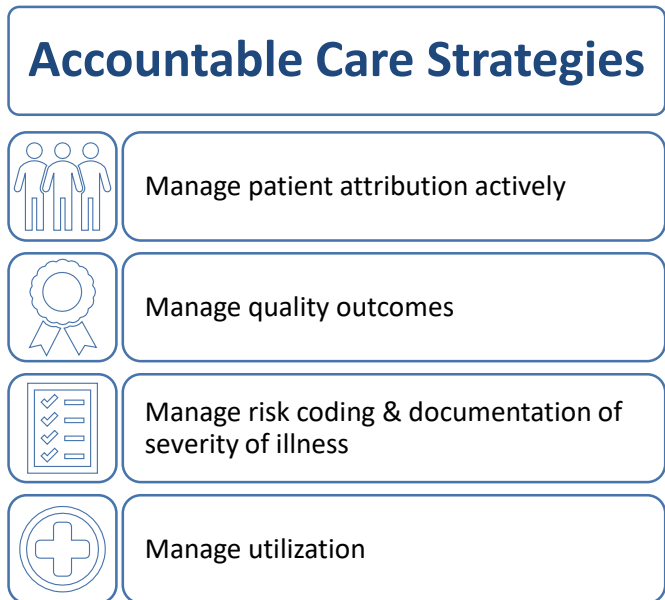 Accountable Care Strategies
Manage patient attribution actively
Manage quality outcomes
Manage risk coding & documentation of
severity of illness
Manage utilization